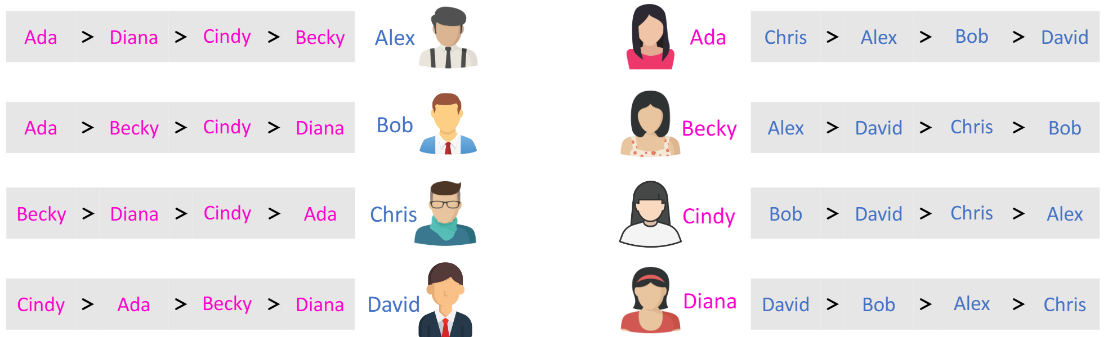 Ada > Diana > Cindy > Becky Alex Ada Chris > Alex > Bob > David
Ada > Becky > Cindy > Diana Bob Becky Alex > David > Chris > Bob
Becky > Diana > Cindy > Ada Chris Cindy Bob > David > Chris > Alex
Cindy > Ada > Becky > Diana David Diana David > Bob > Alex > Chris